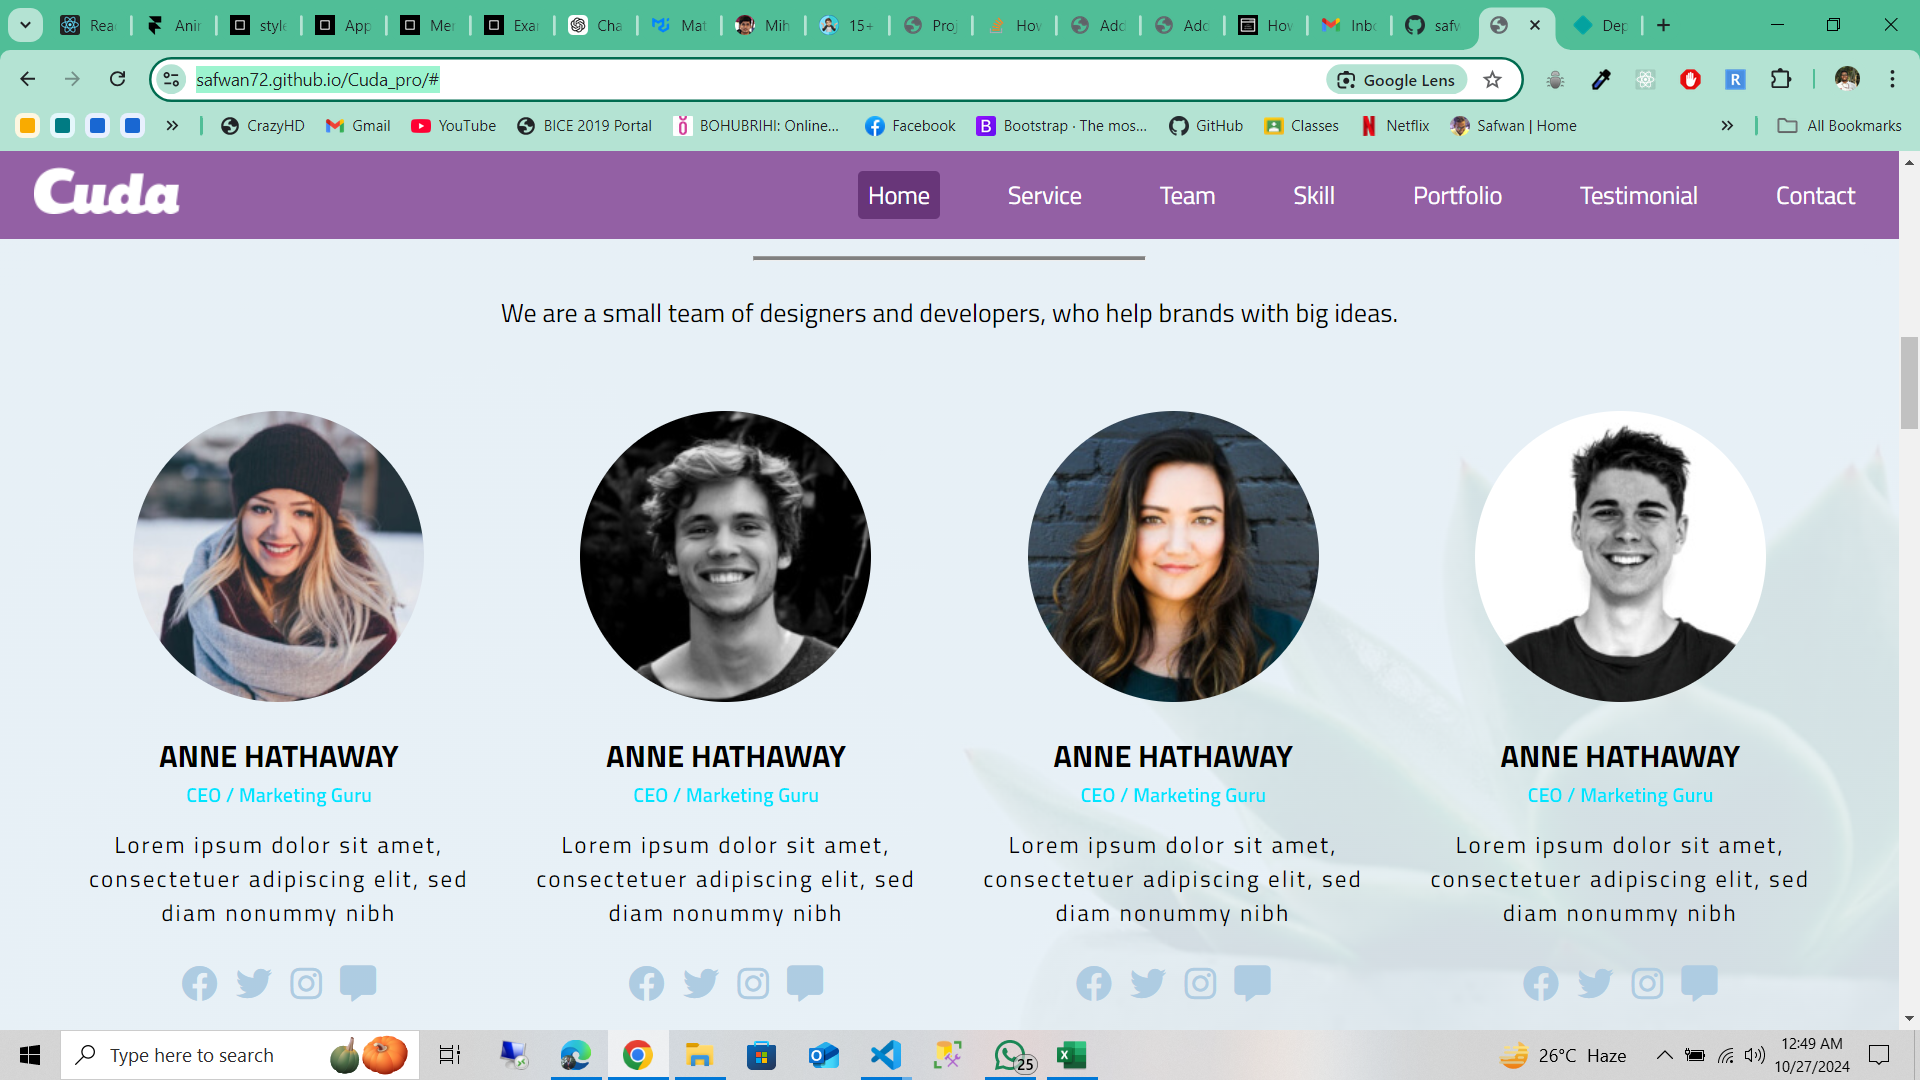 Rea
Anir
style
App
Mer
Exa
Cha
Mat
Mih
15+
Proj
How
Add
Add
How
Inbo
safw
Dep
safwan72.github.io/Cuda_pro/#
Google Lens
CrazyHD
Gmail
YouTube
BICE 2019 Portal
BOHUBRIHI: Online...
Facebook
Bootstrap · The mos...
GitHub
Classes
Netflix
Safwan | Home
All Bookmarks
Cuda
Home
Service
Team
Skill
Portfolio
Testimonial
Contact
We are a small team of designers and developers, who help brands with big ideas.
ANNE HATHAWAY
CEO / Marketing Guru
Lorem ipsum dolor sit amet,
consectetuer adipiscing elit, sed
diam nonummy nibh
ANNE HATHAWAY
CEO / Marketing Guru
Lorem ipsum dolor sit amet,
consectetuer adipiscing elit, sed
diam nonummy nibh
ANNE HATHAWAY
CEO / Marketing Guru
Lorem ipsum dolor sit amet,
consectetuer adipiscing elit, sed
diam nonummy nibh
ANNE HATHAWAY
CEO / Marketing Guru
Lorem ipsum dolor sit amet,
consectetuer adipiscing elit, sed
diam nonummy nibh
Type here to search
25
26°C Haze
12:49 AM
10/27/2024